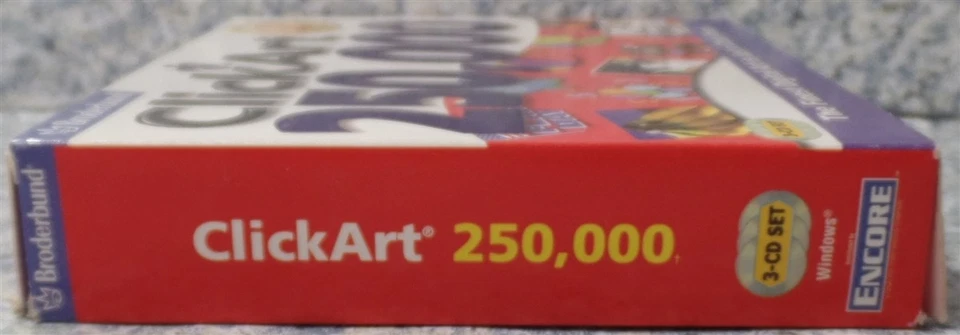 ClickArt
250,000
Broderbund
ClickArt® 250,000†
3-CD SET
Windows®
ENCORE